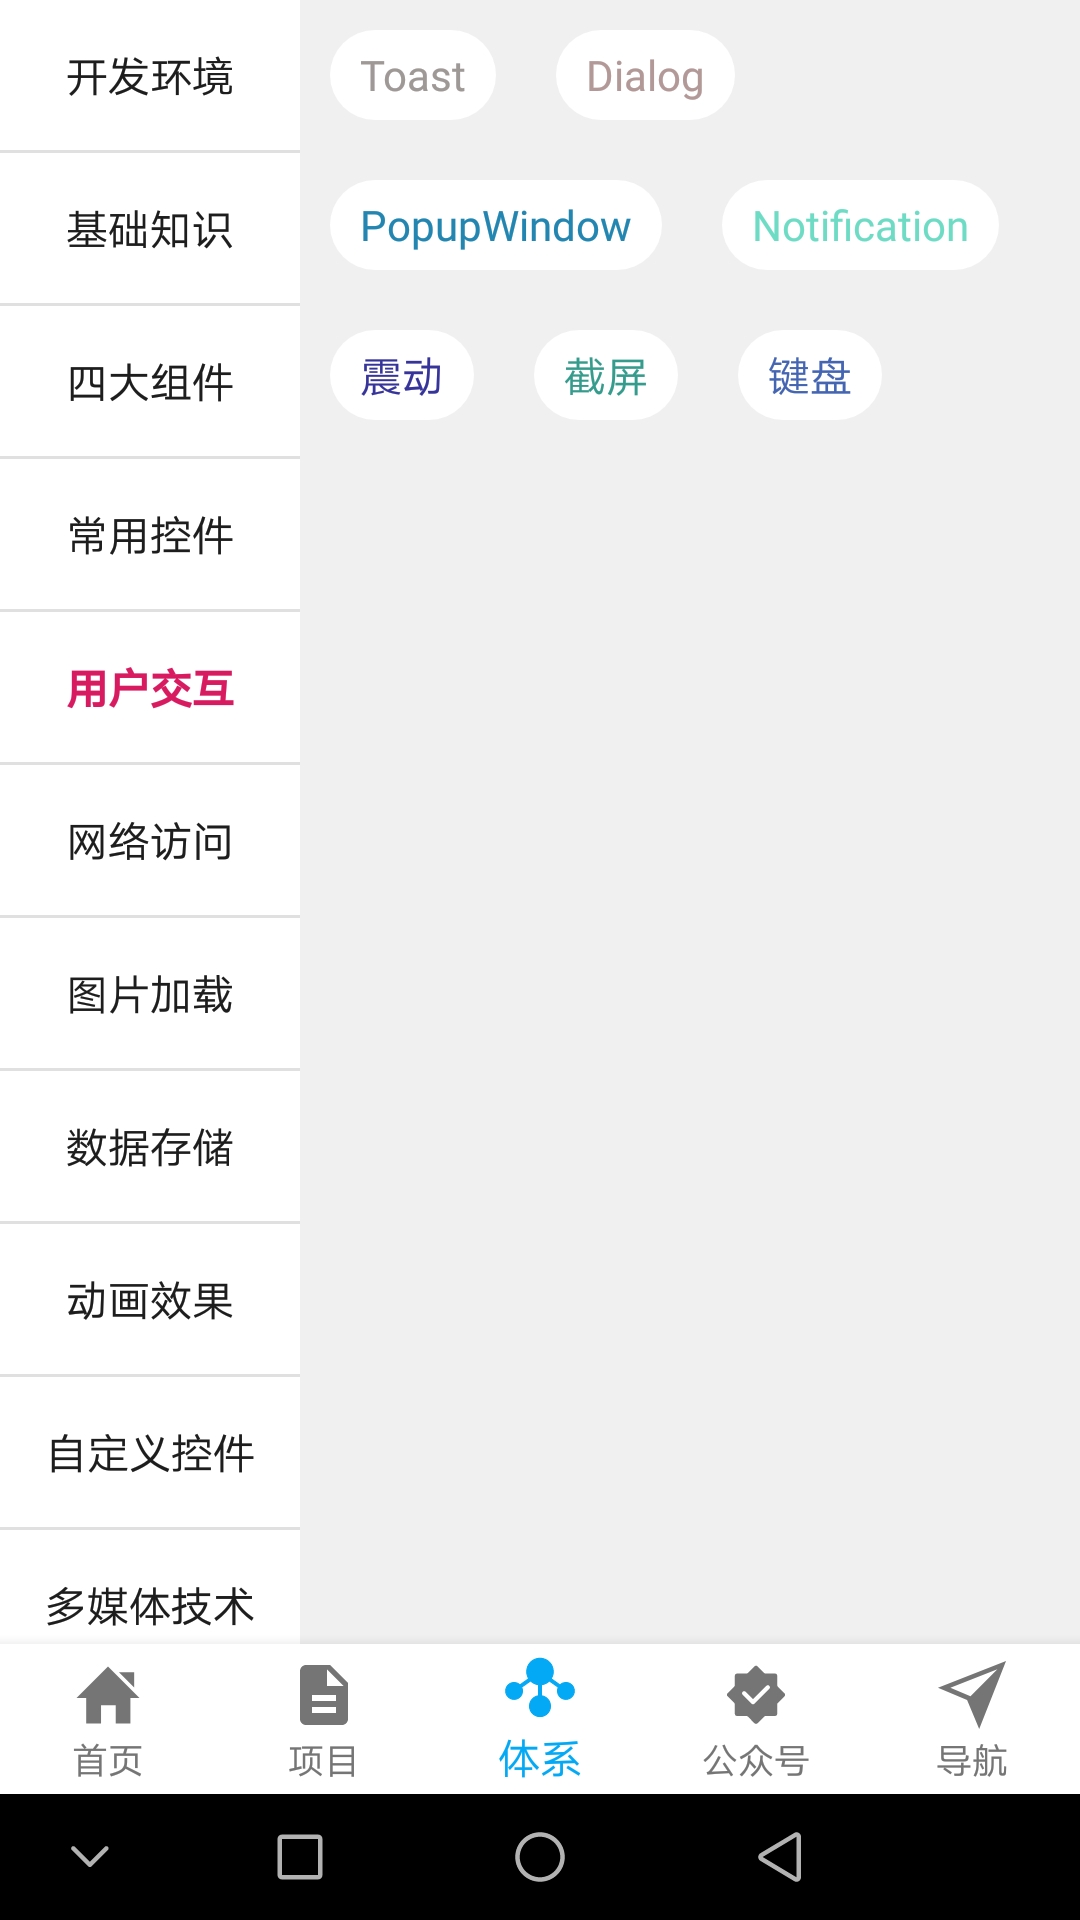 开发环境
基础知识
四大组件
常用控件
用户交互
网络访问
图片加载
数据存储
动画效果
自定义控件
多媒体技术
Toast
Dialog
PopupWindow
Notification
震动
截屏
键盘
首页
项目
体系
公众号
导航